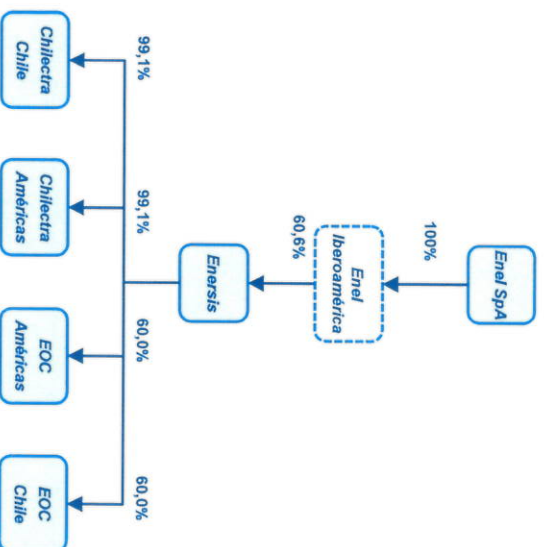 Enel SpA
100%
Enel
Iberoamérica
60,6%
Enersis
99,1%
99,1%
60,0%
60,0%
Chilectra
Chile
Chilectra
Américas
EOC
Américas
EOC
Chile